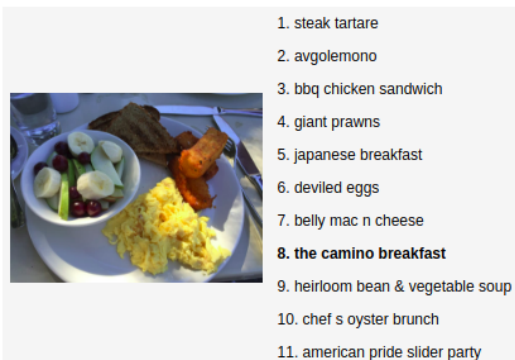 1. steak tartare
2. avgolemono
3. bbq chicken sandwich
4. giant prawns
5. japanese breakfast
6. deviled eggs
7. belly mac n cheese
8. the camino breakfast
9. heirloom bean & vegetable soup
10. chef s oyster brunch
11. american pride slider party